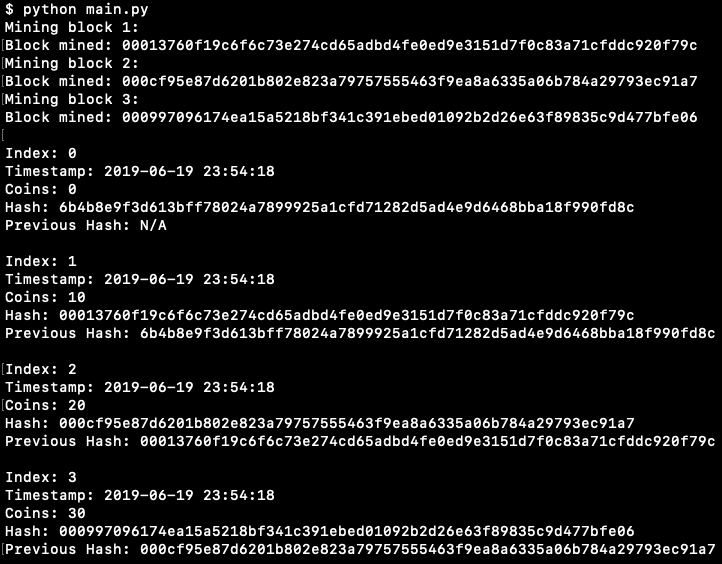 $ python main.py
Mining block 1:
Block mined: 00013760f19c6f6c73e274cd65adbd4fe0ed9e3151d7f0c83a71cfddc920f79c
Mining block 2:
Block mined: 000cf95e87d6201b802e823a79757555463f9ea8a6335a06b784a29793ec91a7
Mining block 3:
Block mined: 000997096174ea15a5218bf341c391ebed01092b2d26e63f89835c9d477bfe06
Index: 0
Timestamp: 2019-06-19 23:54:18
Coins: 0
Hash: 6b4b8e9f3d613bff78024a7899925a1cfd71282d5ad4e9d6468bba18f990fd8c
Previous Hash: N/A
Index: 1
Timestamp: 2019-06-19 23:54:18
Coins: 10
Hash: 00013760f19c6f6c73e274cd65adbd4fe0ed9e3151d7f0c83a71cfddc920f79c
Previous Hash: 6b4b8e9f3d613bff78024a7899925a1cfd71282d5ad4e9d6468bba18f990fd8c
Index: 2
Timestamp: 2019-06-19 23:54:18
Coins: 20
Hash: 000cf95e87d6201b802e823a79757555463f9ea8a6335a06b784a29793ec91a7
Previous Hash: 00013760f19c6f6c73e274cd65adbd4fe0ed9e3151d7f0c83a71cfddc920f79c
Index: 3
Timestamp: 2019-06-19 23:54:18
Coins: 30
Hash: 000997096174ea15a5218bf341c391ebed01092b2d26e63f89835c9d477bfe06
Previous Hash: 000cf95e87d6201b802e823a79757555463f9ea8a6335a06b784a29793ec91a7